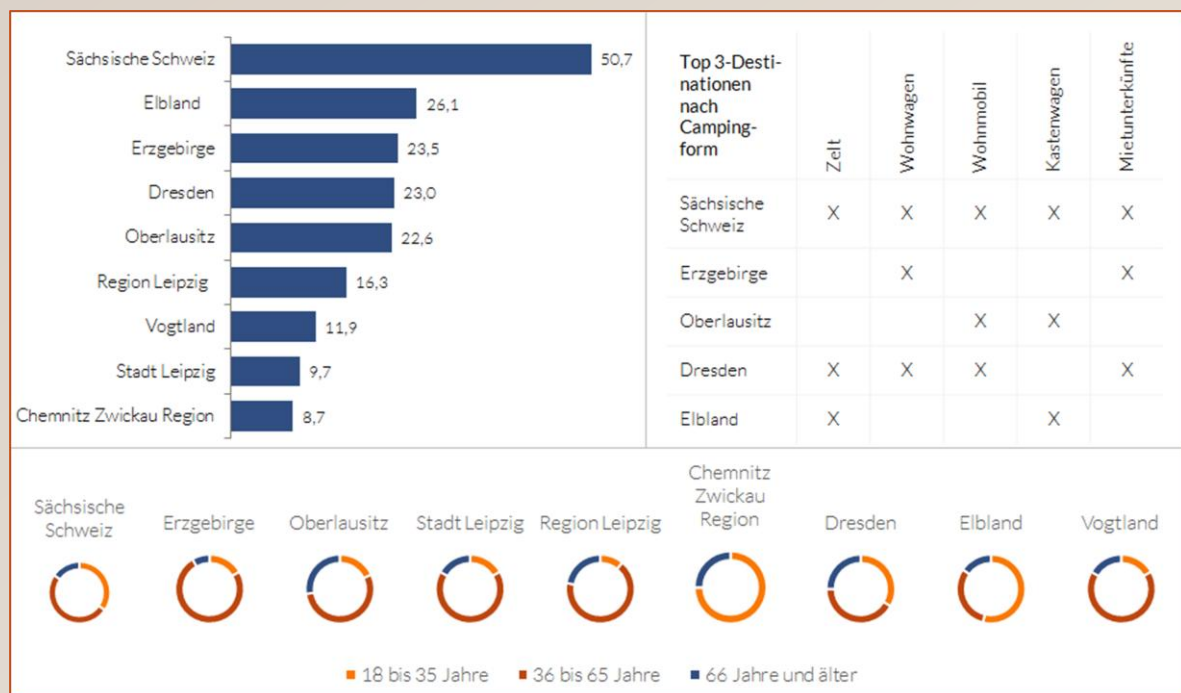 Sächsische Schweiz 50,7
Elbland 26,1
Erzgebirge 23,5
Dresden 23,0
Oberlausitz 22,6
Region Leipzig 16,3
Vogtland 11,9
Stadt Leipzig 9,7
Chemnitz Zwickau Region 8,7
Top 3-Desti-
nationen
nach
Camping-
form
Zelt
Wohnwagen
Wohnmobil
Kastenwagen
Mietunterkünfte
Sächsische
Schweiz
X X X X X
Erzgebirge X X
Oberlausitz X X
Dresden X X X X
Elbland X X
Sächsische
Schweiz
Erzgebirge
Oberlausitz
Stadt Leipzig
Region Leipzig
Chemnitz
Zwickau
Region
Dresden
Elbland
Vogtland
18 bis 35 Jahre
36 bis 65 Jahre
66 Jahre und älter